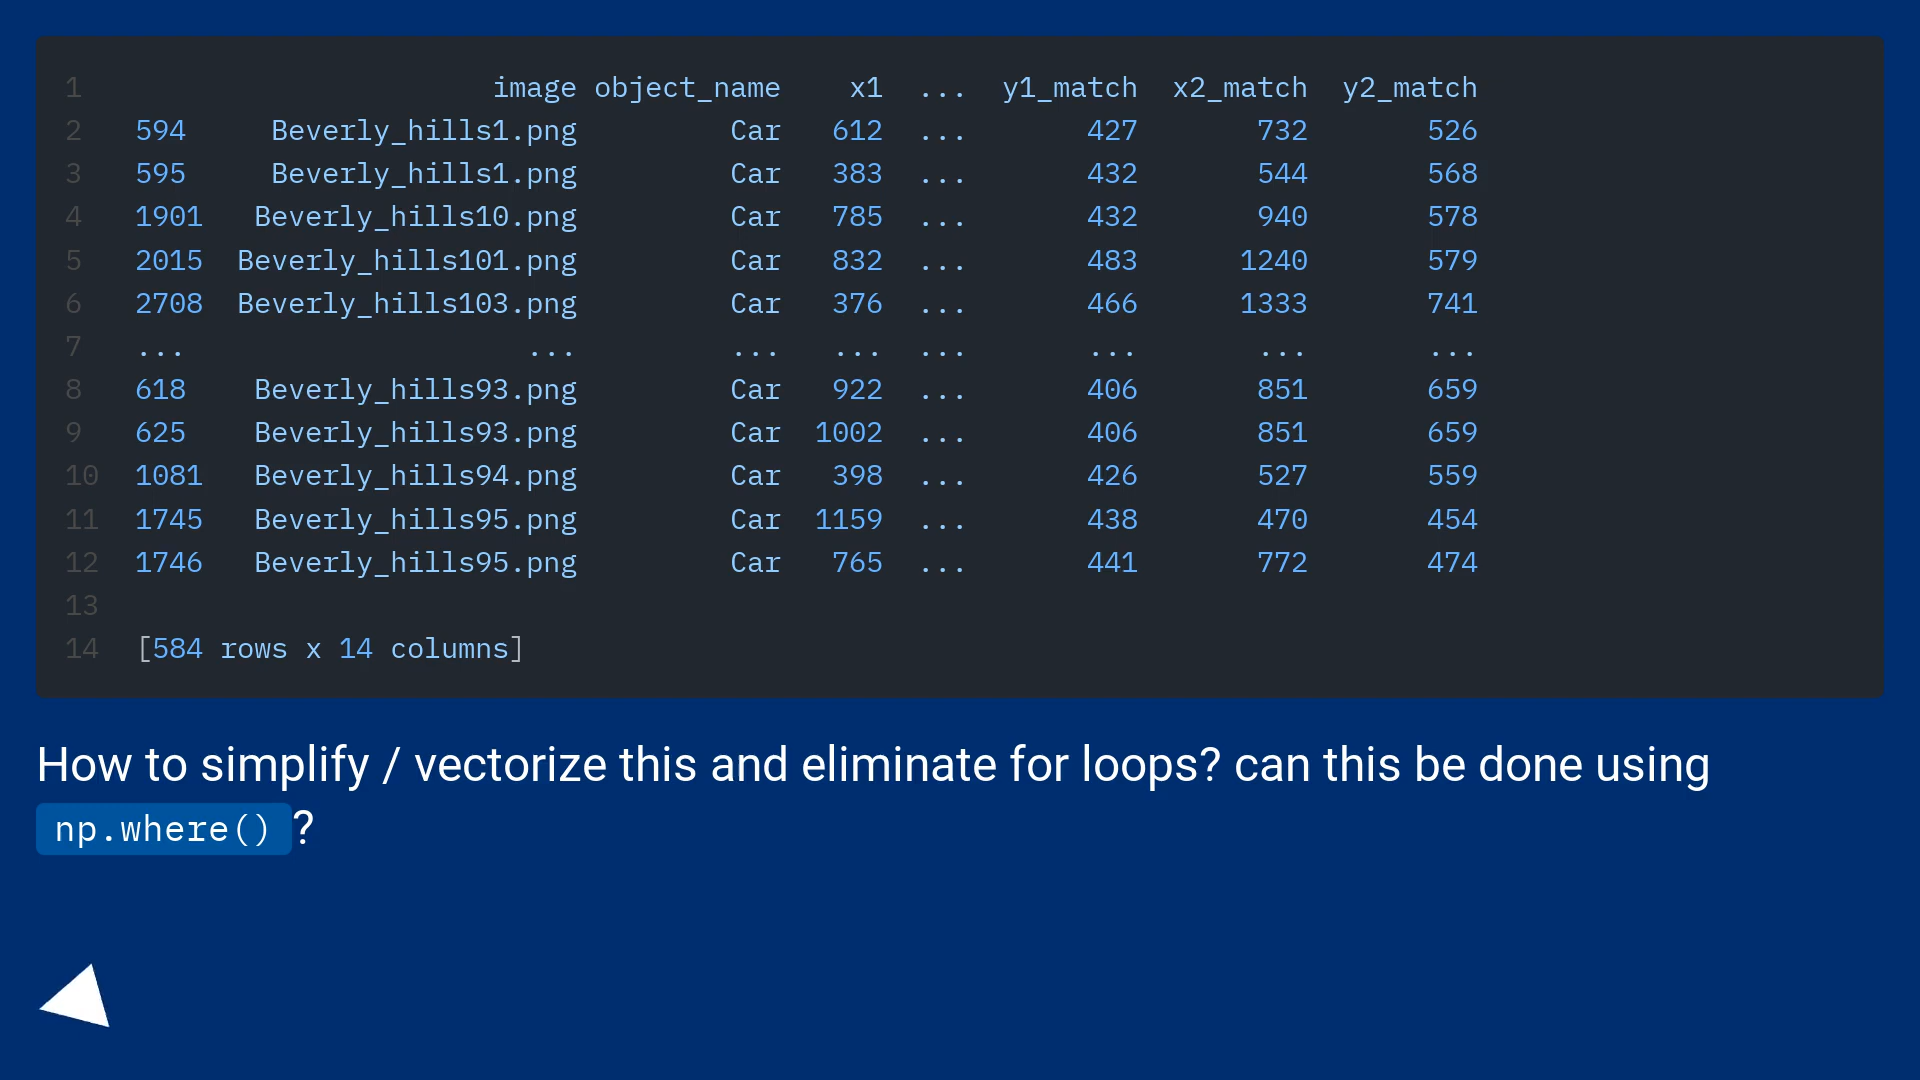 1 image object_name x1 ... y1_match x2_match y2_match
2 594 Beverly_hills1.png Car 612 ... 427 732 526
3 595 Beverly_hills1.png Car 383 ... 432 544 568
4 1901 Beverly_hills10.png Car 785 ... 432 940 578
5 2015 Beverly_hills101.png Car 832 ... 483 1240 579
6 2708 Beverly_hills103.png Car 376 ... 466 1333 741
7 ... ... ... ... ... ... ... ...
8 618 Beverly_hills93.png Car 922 ... 406 851 659
9 625 Beverly_hills93.png Car 1002 ... 406 851 659
10 1081 Beverly_hills94.png Car 398 ... 426 527 559
11 1745 Beverly_hills95.png Car 1159 ... 438 470 454
12 1746 Beverly_hills95.png Car 765 ... 441 772 474
13
14 [584 rows x 14 columns]
How to simplify / vectorize this and eliminate for loops? can this be done using
np.where()?